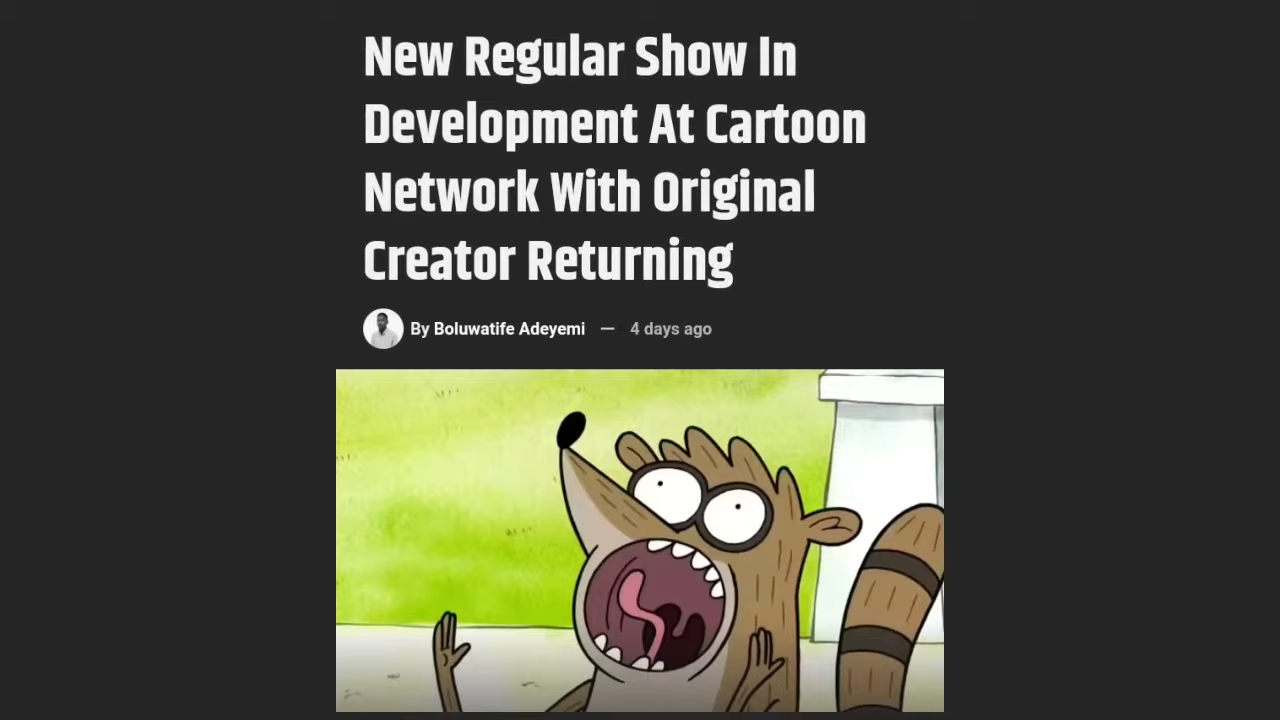 New Regular Show In
Development At Cartoon
Network With Original
Creator Returning
By Boluwatife Adeyemi — 4 days ago